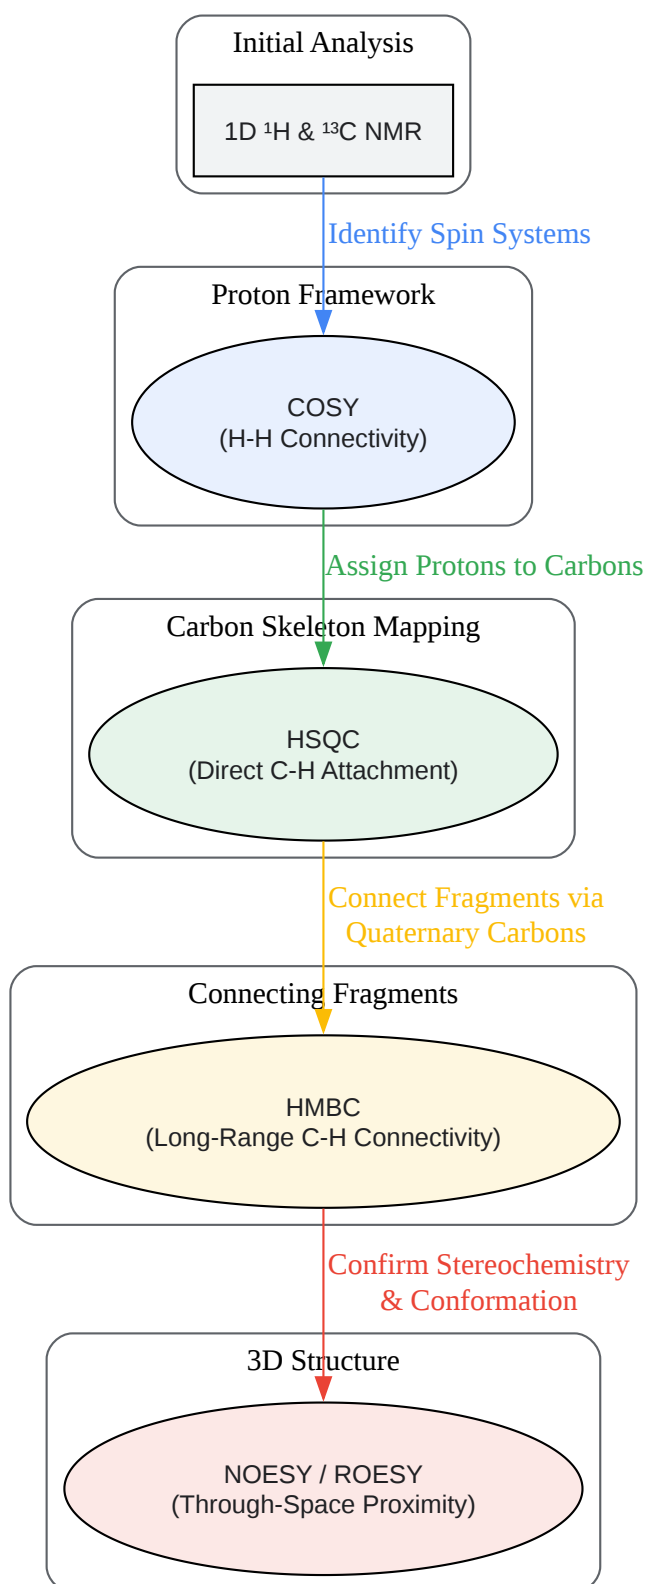 Initial Analysis
1D ¹H & ¹³C NMR
Identify Spin Systems
Proton Framework
COSY
(H-H Connectivity)
Assign Protons to Carbons
Carbon Skeleton Mapping
HSQC
(Direct C-H Attachment)
Connect Fragments via
Quaternary Carbons
Connecting Fragments
HMBC
(Long-Range C-H Connectivity)
Confirm Stereochemistry
& Conformation
3D Structure
NOESY / ROESY
(Through-Space Proximity)